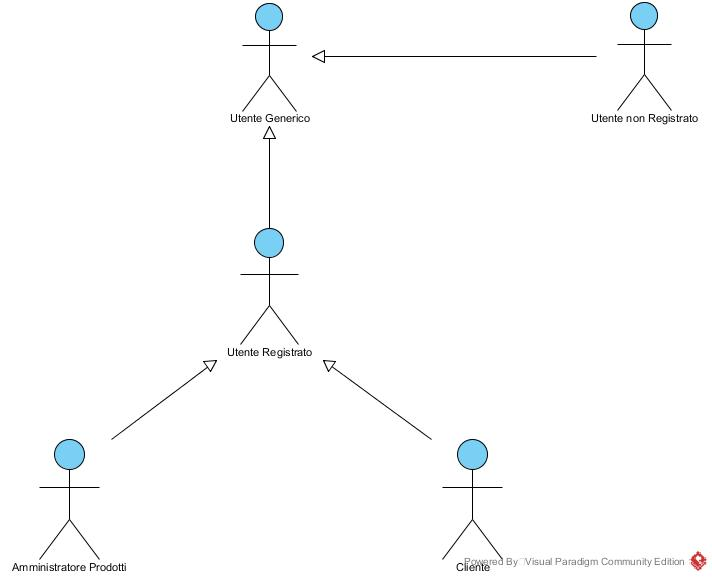 Utente Generico
Utente non Registrato
Utente Registrato
Amministratore Prodotti
Cliente
Powered By Visual Paradigm Community Edition